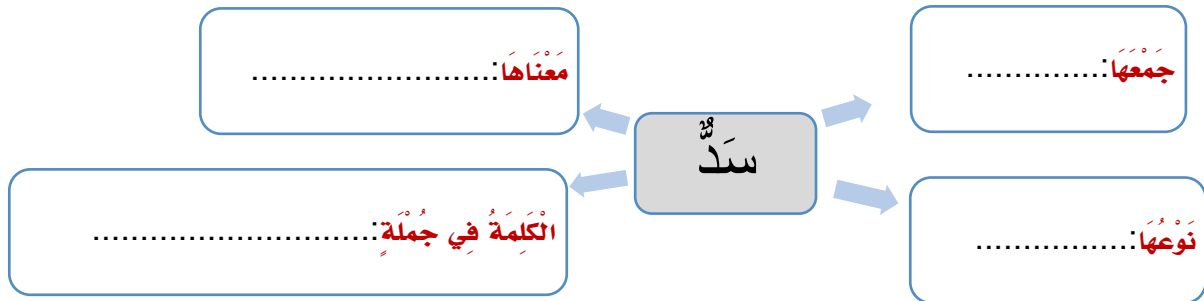 جَمْعَهَا:..............
مَعْنَاهَا:.........................
سَدٌّ
نَوْعُهَا:................
الْكَلِمَةُ فِي جُمْلَةٍ:.............................